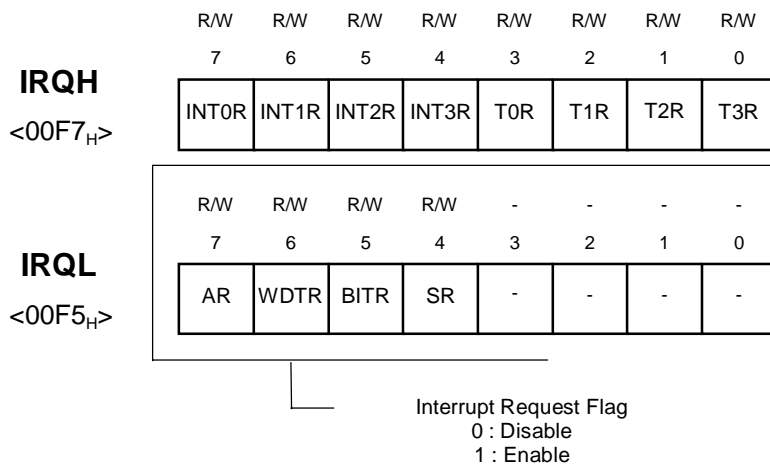 R/W R/W R/W R/W R/W R/W R/W R/W
7 6 5 4 3 2 1 0
IRQH
<00F7H>
INT0R INT1R INT2R INT3R T0R T1R T2R T3R
R/W R/W R/W R/W - - - -
7 6 5 4 3 2 1 0
IRQL
<00F5H>
AR WDTR BITR SR - - - -
Interrupt Request Flag
0 : Disable
1 : Enable